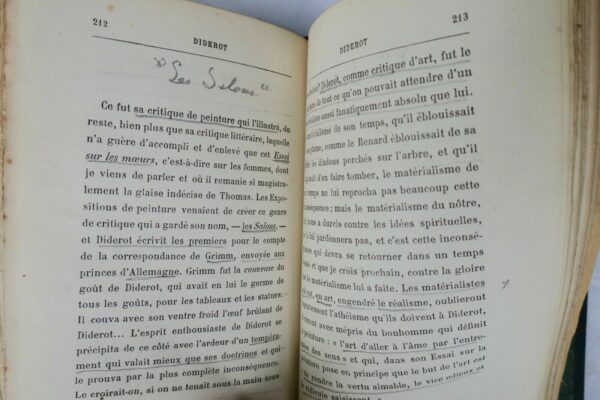 212
DIDEROT
"Les Salons"
Ce fut sa critique de peinture qui l'illustra, du
reste, bien plus que sa critique littéraire, laquelle
n'a guère d'accompli et d'enlevé que cet Essai
sur les mœurs, c'est-à-dire sur les femmes, dont
je viens de parler et où il remanie si magistra-
lement la glaise indécise de Thomas. Les Expo-
sitions de peinture venaient de créer ce genre
de critique qui a gardé son nom, — les Salons,
— et Diderot écrivit les premiers pour le compte
de la correspondance de Grimm, envoyée aux
princes d'Allemagne. Grimm fut la couveuse du
goût de Diderot, qui avait en lui le germe de
tous les goûts, pour les tableaux et les statues.
Il couva avec son ventre froid l'œuf brûlant de
Diderot... L'esprit enthousiaste de Diderot se
précipita de ce côté avec l'ardeur d'un tempéra-
ment qui valait mieux que ses doctrines et qui
le prouva par la plus complète inconséquence.
Le croirait-on, si on ne tenait sous la main tous
213
DIDEROT
Diderot, comme critique d'art, fut le
de tout ce qu'on pouvait attendre d'un
aussi fanatiquement absolu que lui.
matérialisme de son temps, qu'il éblouissait
plume, comme le Renard éblouissait de sa
les dindons perchés sur l'arbre, et qu'il
d'en faire tomber, le matérialisme de
temps ne lui reprocha pas beaucoup cette
; mais le matérialisme du nôtre,
a durcis contre les idées spirituelles,
lui pardonnera pas, et c'est cette inconsé-
qui devra se retourner dans un temps
et que je crois prochain, contre la gloire
le matérialisme lui a faite. Les matérialistes
en art, engendré le réalisme, oublieront
l'athéisme qu'ils doivent à Diderot,
avec mépris du bonhomme qui définit
peinture : « l'art d'aller à l'âme par l'entre-
des sens » et qui, dans son Essai sur la
pose en principe que le but de l'art est
de rendre la vertu aimable, le vice odieux et
ridicule